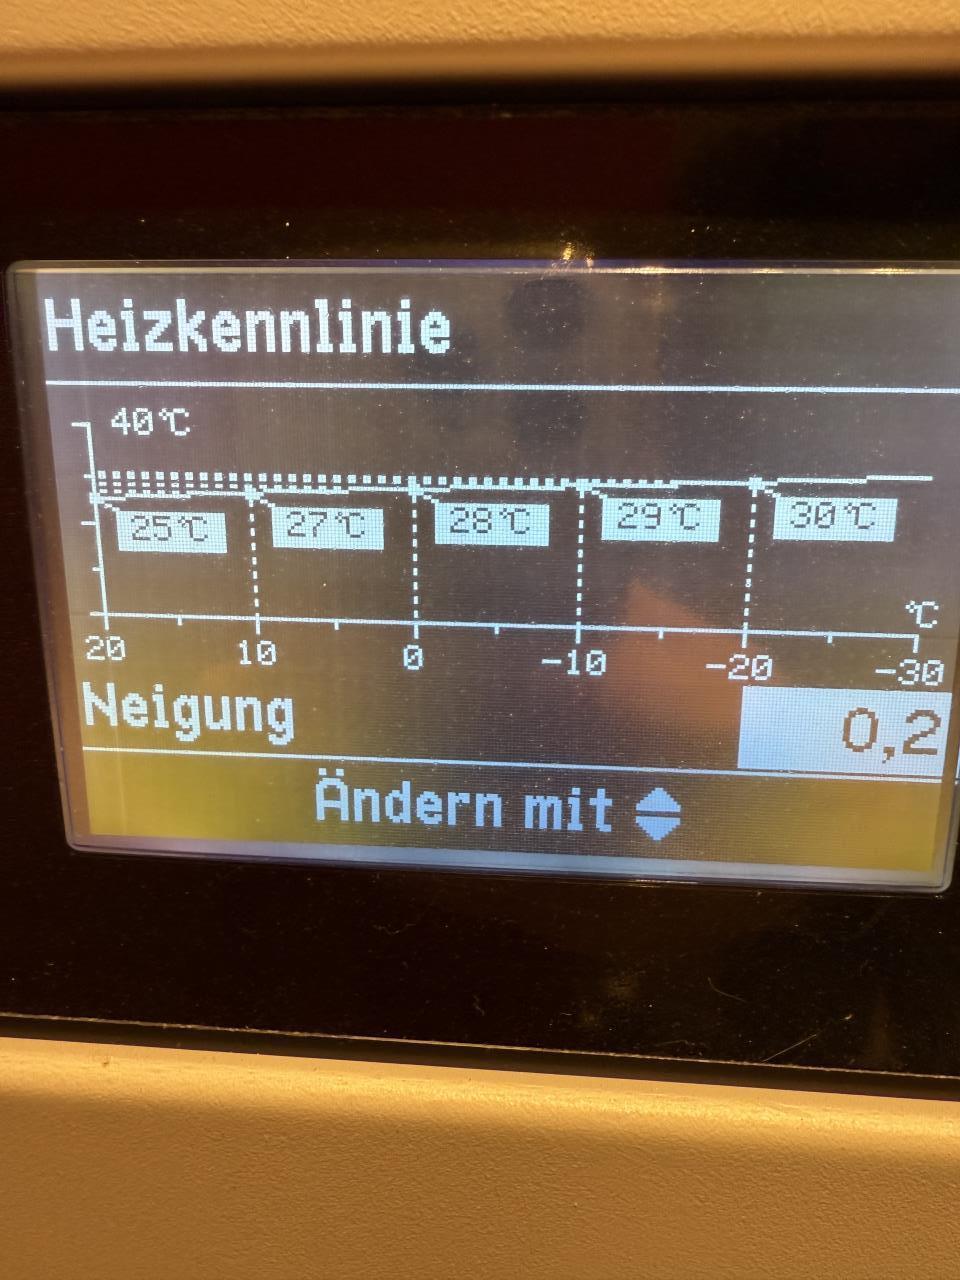 Heizkennlinie
40°C
25°C 27°C 28°C 29°C 30°C
°C
20 10 0 -10 -20 -30
Neigung 0,2
Ändern mit